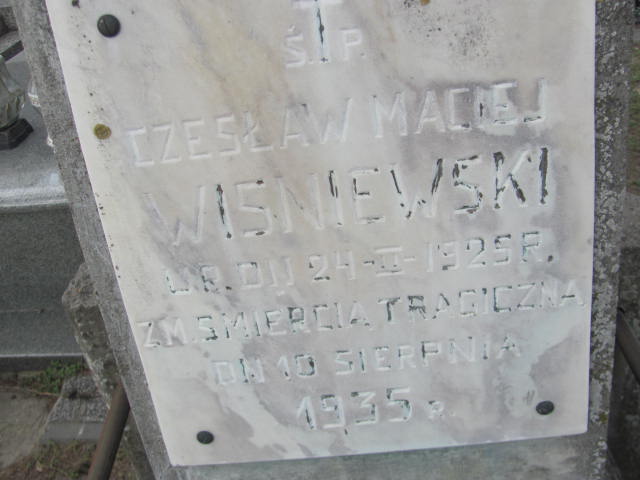 Ś.P.
CZESŁAW MACIEJ
WIŚNIEWSKI
UR. DN 24-II-1925 R.
ZM. ŚMIERCIĄ TRAGICZNĄ
DN 10 SIERPNIA
1935 R.